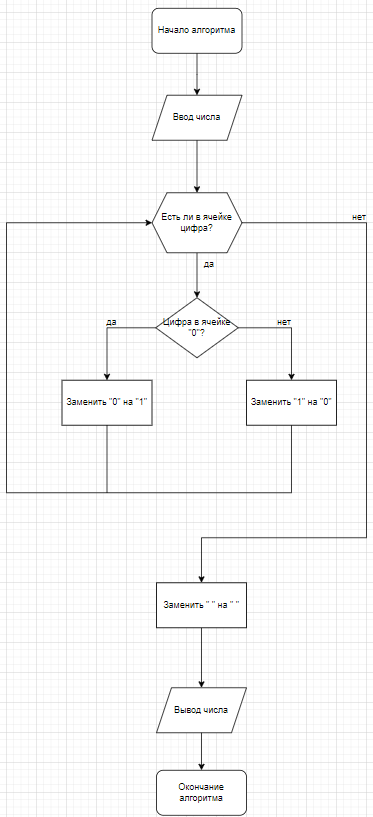 Начало алгоритма
Ввод числа
Есть ли в ячейке
цифра?
нет
да
Цифра в ячейке
"0"?
да
нет
Заменить "0" на "1"
Заменить "1" на "0"
Заменить " " на " "
Вывод числа
Окончание
алгоритма